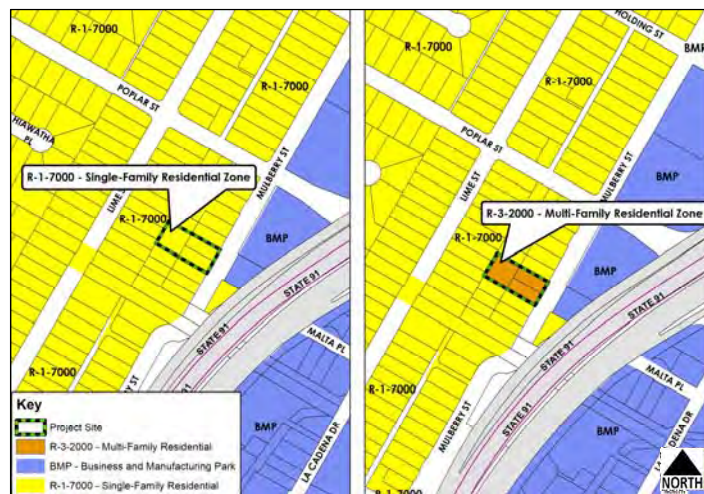 R-1-7000
R-1-7000
POPLAR ST
HIAWATHA
PL
R-1-7000 - Single-Family Residential Zone
MULBERRY ST
LIME ST
R-1-7000
BMP
STATE 91
STATE 91
MALTA PL
R-1-7000
BMP
LA CADENA DR
Key
Project Site
R-3-2000 - Multi-Family Residential
BMP - Business and Manufacturing Park
R-1-7000 - Single-Family Residential
HOLDING ST
BMP
R-1-7000
R-1-7000
POPLAR ST
MULBERRY ST
LIME ST
BMP
R-3-2000 - Multi-Family Residential Zone
R-1-7000
BMP
STATE 91
STATE 91
MALTA PL
R-1-7000
MULBERRY ST
BMP
NORTH